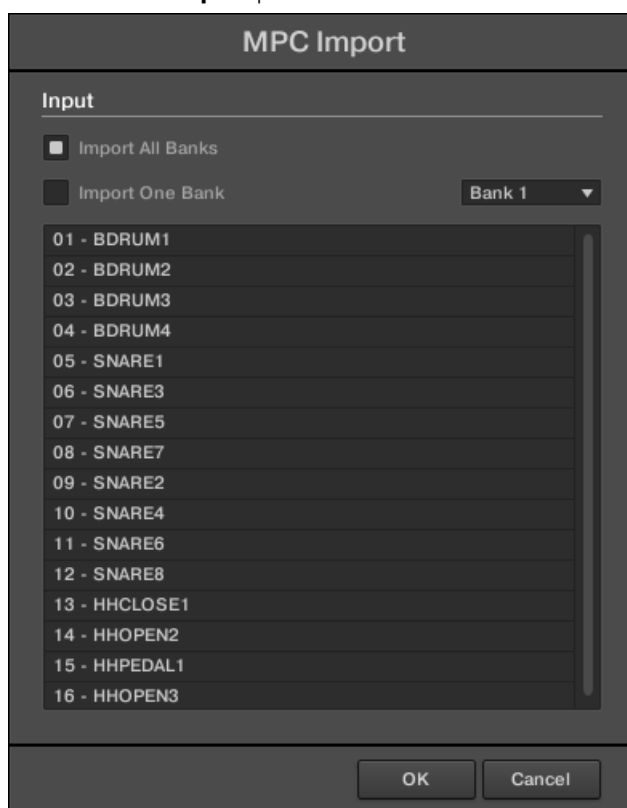 MPC Import
Input
Import All Banks
Import One Bank Bank 1
01 - BDRUM1
02 - BDRUM2
03 - BDRUM3
04 - BDRUM4
05 - SNARE1
06 - SNARE3
07 - SNARE5
08 - SNARE7
09 - SNARE2
10 - SNARE4
11 - SNARE6
12 - SNARE8
13 - HHCLOSE1
14 - HHOPEN2
15 - HHPEDAL1
16 - HHOPEN3
OK Cancel